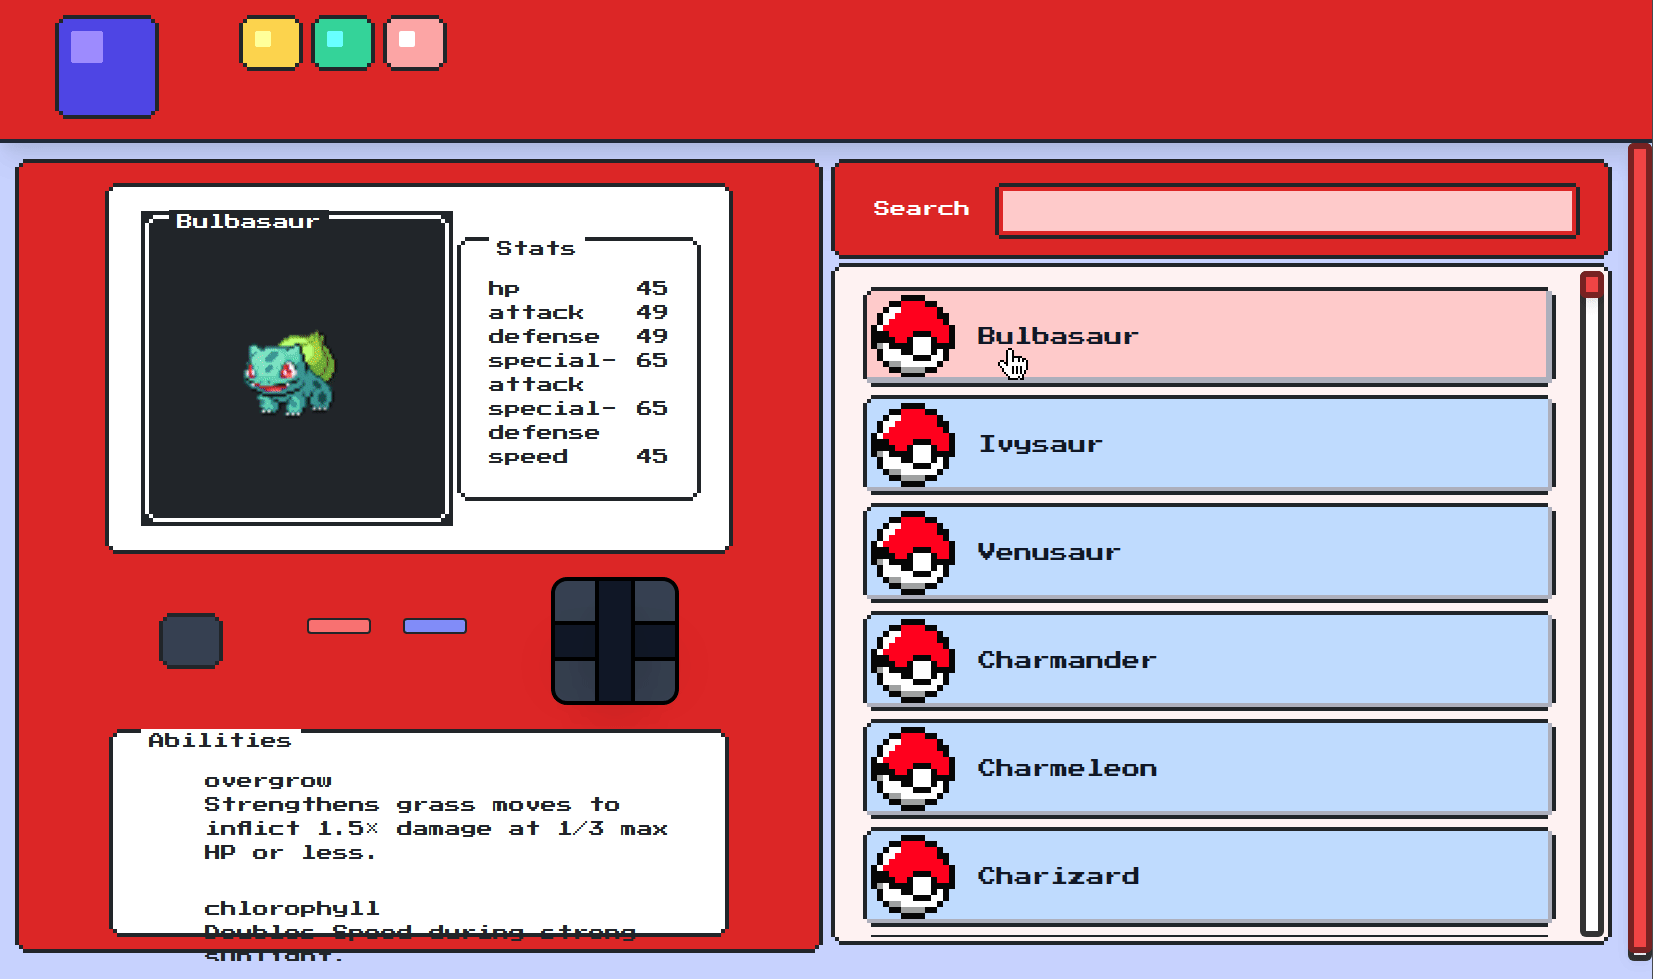 Bulbasaur
Stats
hp 45
attack 49
defense 49
special- 65
attack
special- 65
defense
speed 45
Abilities
overgrow
Strengthens grass moves to
inflict 1.5× damage at 1/3 max
HP or less.
chlorophyll
Doubles Speed during strong
sunlight.
Search
Bulbasaur
Ivysaur
Venusaur
Charmander
Charmeleon
Charizard